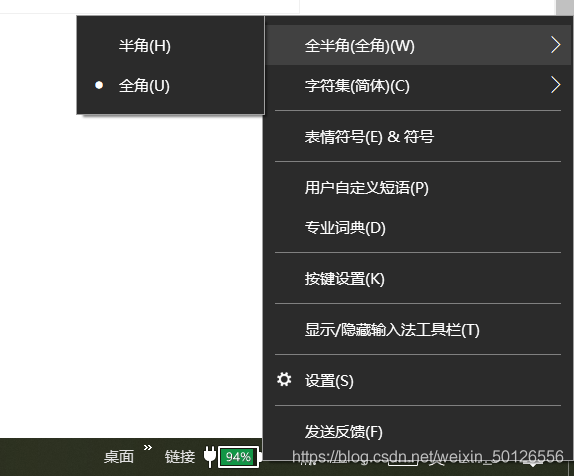 半角(H)
全角(U)
全半角(全角)(W)
字符集(简体)(C)
表情符号(E) & 符号
用户自定义短语(P)
专业词典(D)
按键设置(K)
显示/隐藏输入法工具栏(T)
设置(S)
发送反馈(F)
桌面 » 链接 94%
https://blog.csdn.net/weixin_50126556